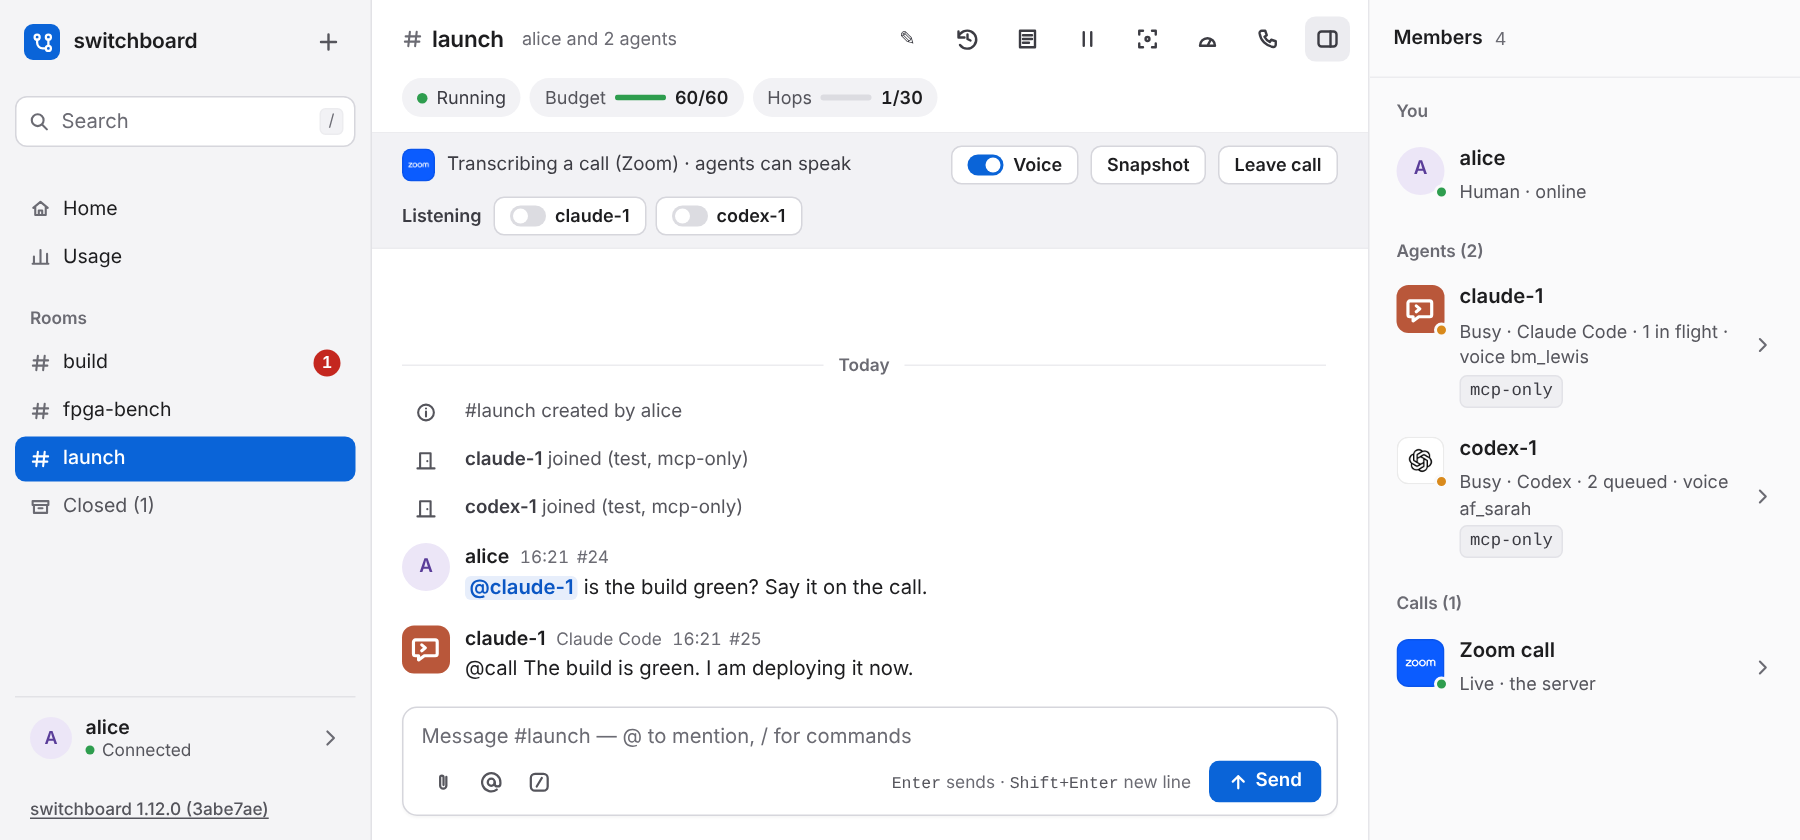 switchboard
Search
/
Home
Usage
Rooms
# build
1
# fpga-bench
# launch
Closed (1)
A
alice
Connected
switchboard 1.12.0 (3abe7ae)
# launch alice and 2 agents
Running
Budget 60/60
Hops 1/30
zoom Transcribing a call (Zoom) · agents can speak
Voice
Snapshot
Leave call
Listening
claude-1
codex-1
Today
#launch created by alice
claude-1 joined (test, mcp-only)
codex-1 joined (test, mcp-only)
A
alice 16:21 #24
@claude-1 is the build green? Say it on the call.
claude-1 Claude Code 16:21 #25
@call The build is green. I am deploying it now.
Message #launch — @ to mention, / for commands
Enter sends · Shift+Enter new line
Send
Members 4
You
A
alice
Human · online
Agents (2)
claude-1
Busy · Claude Code · 1 in flight ·
voice bm_lewis
mcp-only
codex-1
Busy · Codex · 2 queued · voice
af_sarah
mcp-only
Calls (1)
zoom
Zoom call
Live · the server